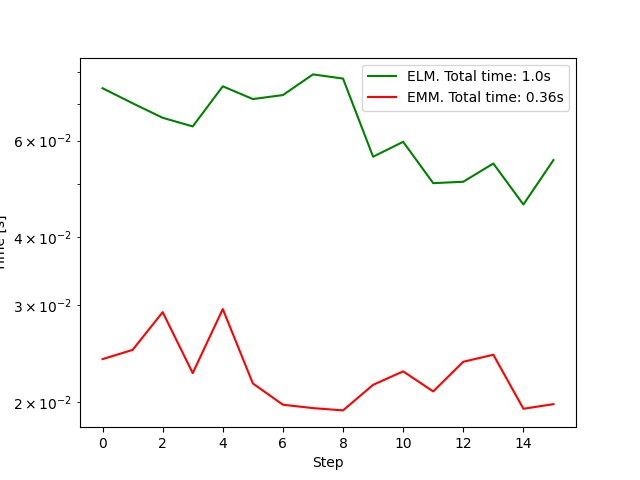 ELM. Total time: 1.0s
EMM. Total time: 0.36s
6 × 10⁻²
4 × 10⁻²
3 × 10⁻²
2 × 10⁻²
[s]
0 2 4 6 8 10 12 14
Step